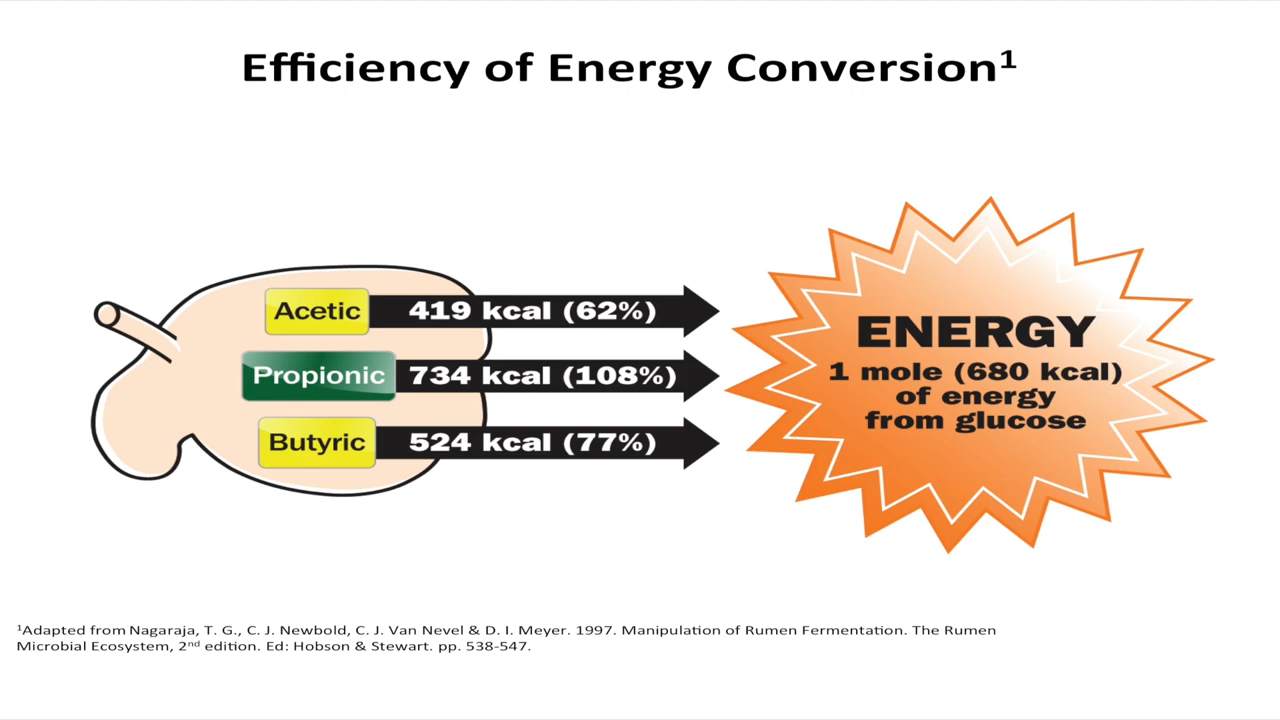 Efficiency of Energy Conversion¹
Acetic 419 kcal (62%)
Propionic 734 kcal (108%)
Butyric 524 kcal (77%)
ENERGY
1 mole (680 kcal)
of energy
from glucose
¹Adapted from Nagaraja, T. G., C. J. Newbold, C. J. Van Nevel & D. I. Meyer. 1997. Manipulation of Rumen Fermentation. The Rumen
Microbial Ecosystem, 2nd edition. Ed: Hobson & Stewart. pp. 538-547.